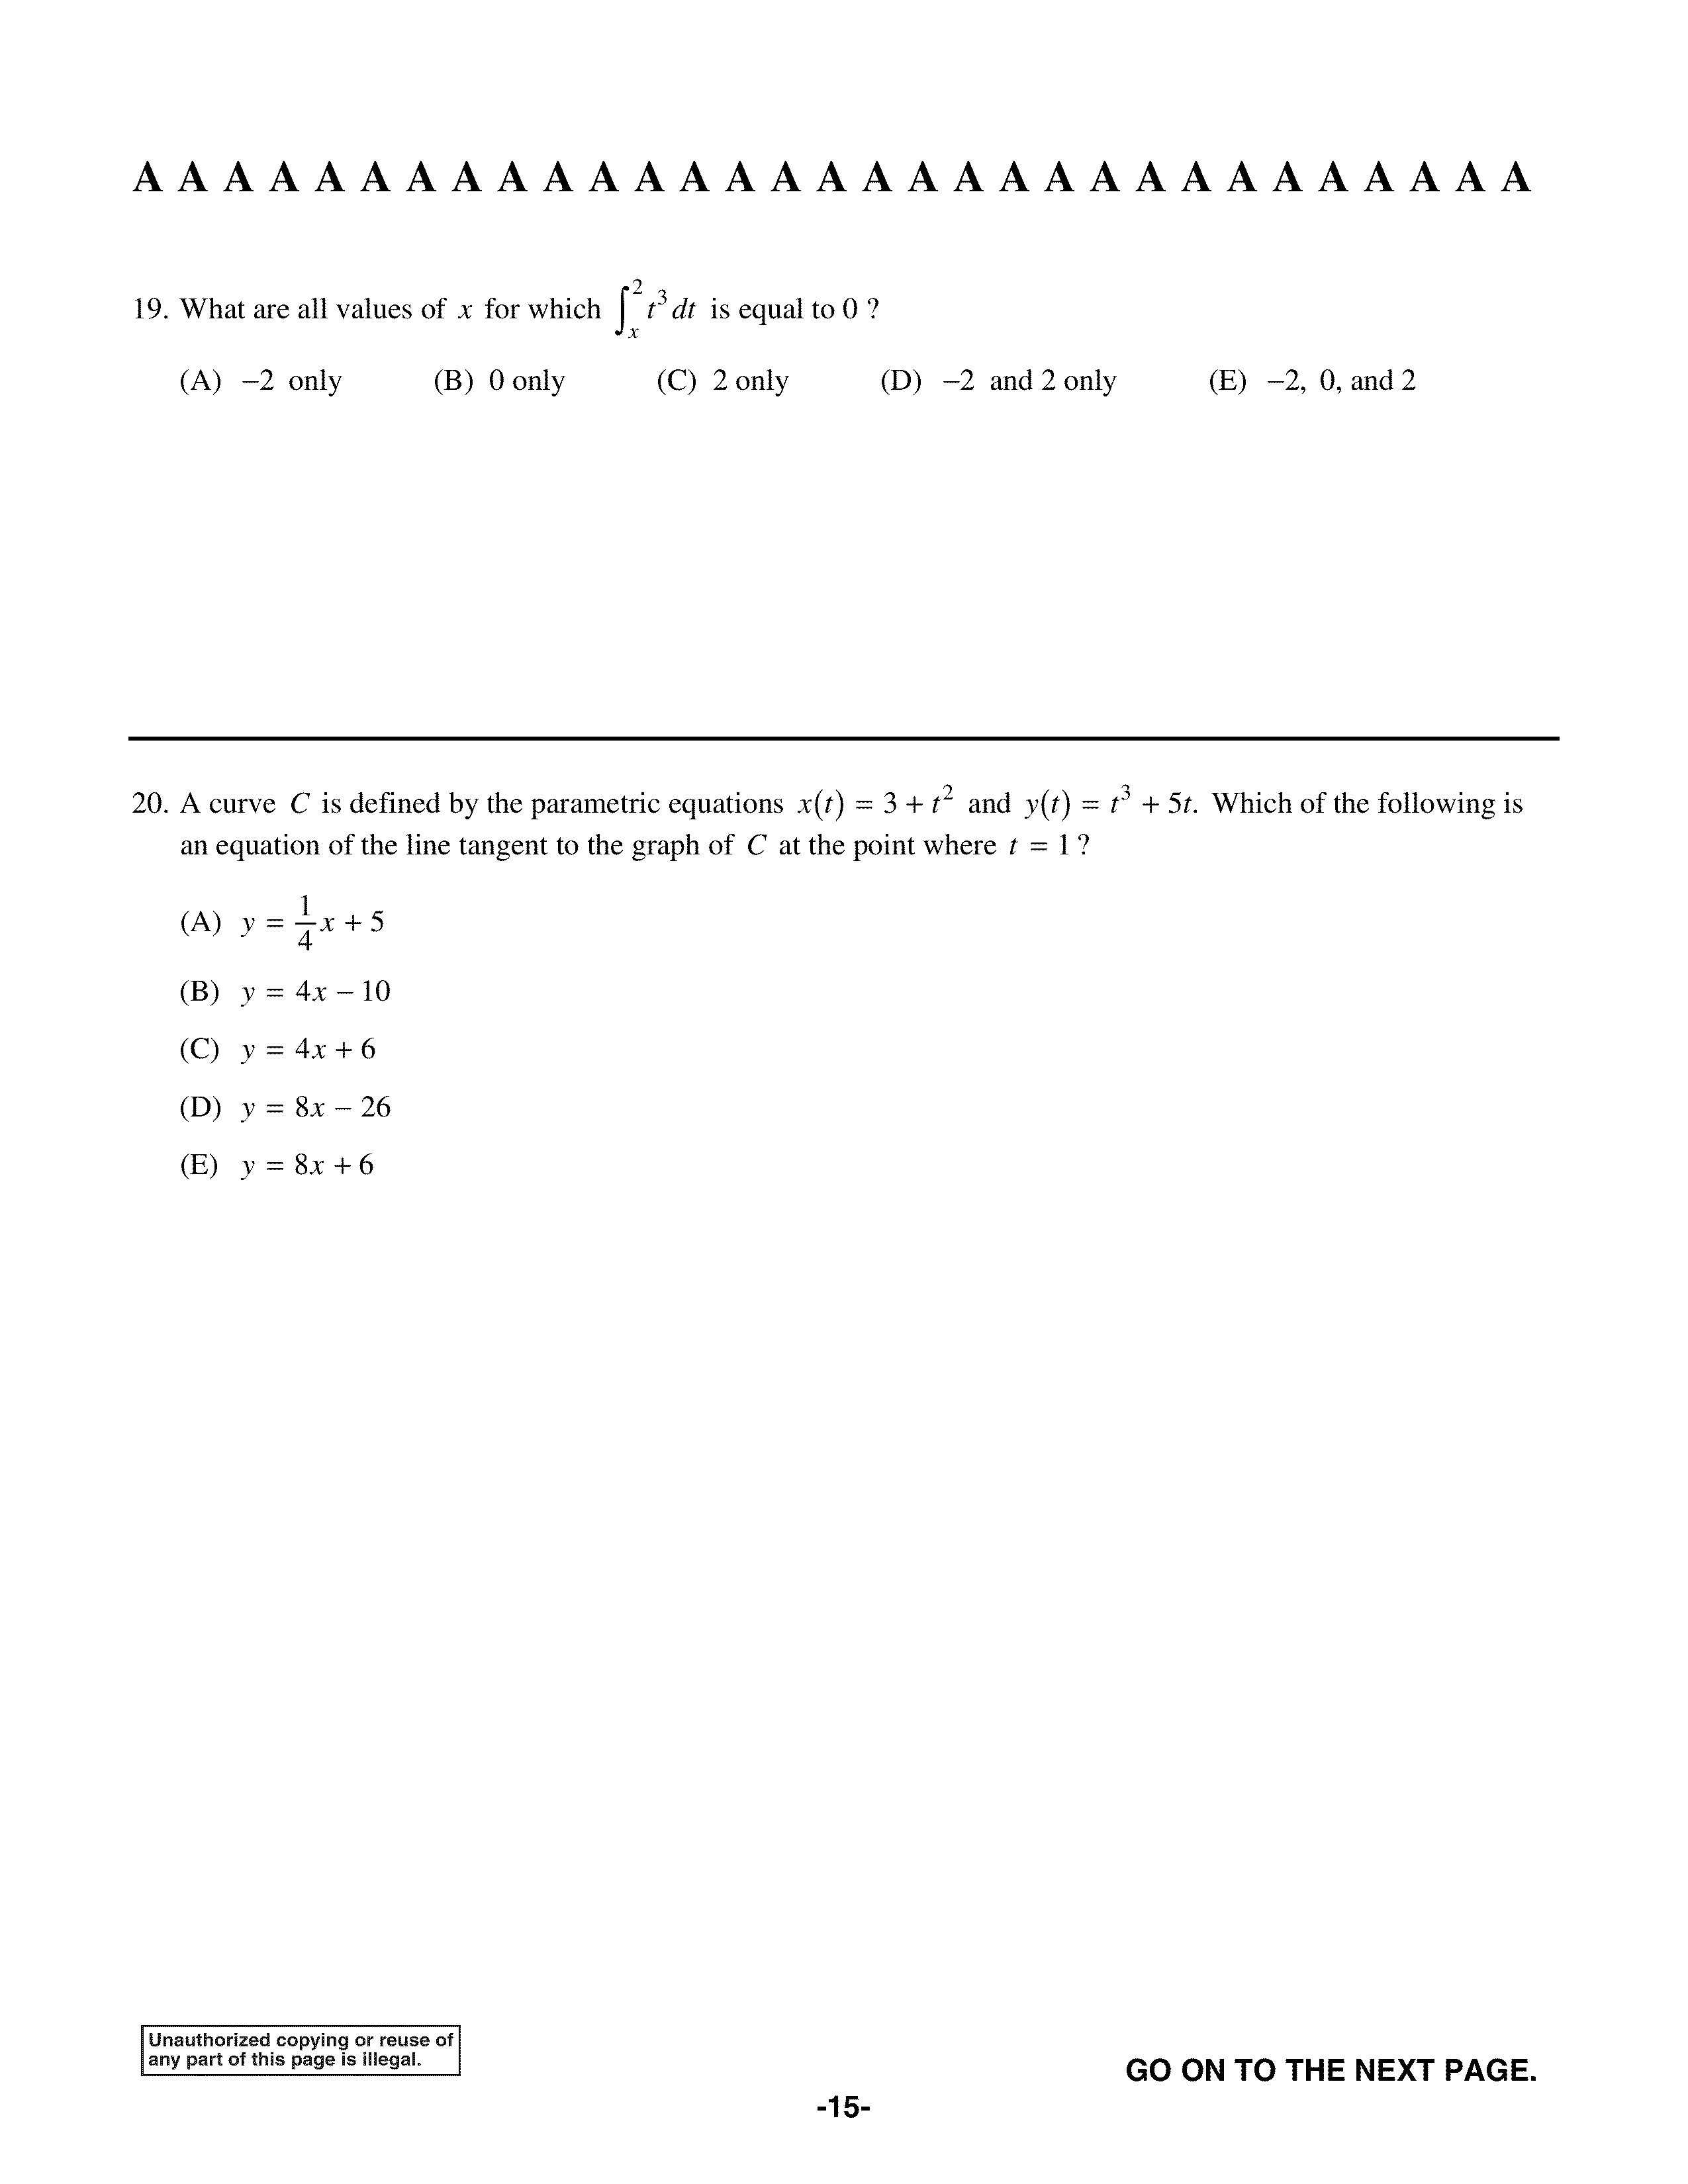 A A A A A A A A A A A A A A A A A A A A A A A A A A A A A A A
19. What are all values of x for which ∫_x^2 t^3 dt is equal to 0 ?
(A) –2 only (B) 0 only (C) 2 only (D) –2 and 2 only (E) –2, 0, and 2
20. A curve C is defined by the parametric equations x(t) = 3 + t^2 and y(t) = t^3 + 5t. Which of the following is
an equation of the line tangent to the graph of C at the point where t = 1 ?
(A) y = 1/4 x + 5
(B) y = 4x – 10
(C) y = 4x + 6
(D) y = 8x – 26
(E) y = 8x + 6
Unauthorized copying or reuse of
any part of this page is illegal.
GO ON TO THE NEXT PAGE.
-15-